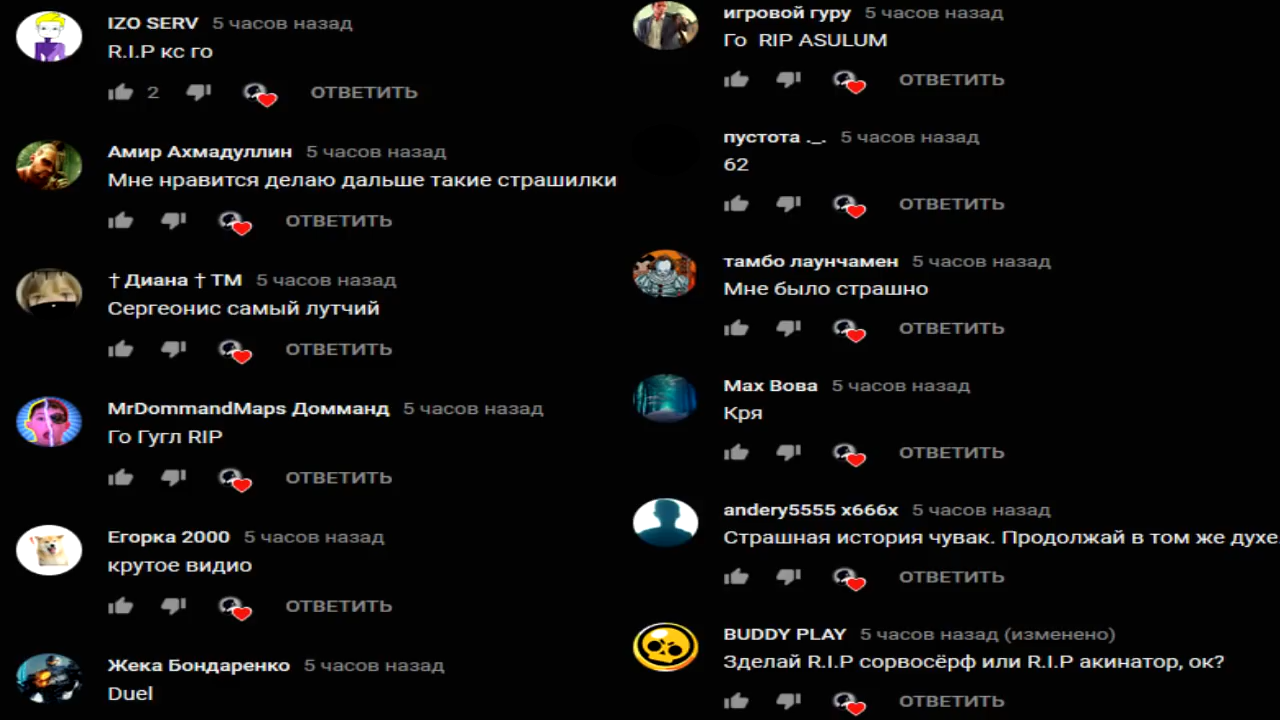 IZO SERV 5 часов назад
R.I.P кс го
2 ОТВЕТИТЬ
Амир Ахмадуллин 5 часов назад
Мне нравится делаю дальше такие страшилки
ОТВЕТИТЬ
† Диана † ТМ 5 часов назад
Сергеонис самый лутчий
ОТВЕТИТЬ
MrDommandMaps Домманд 5 часов назад
Го Гугл RIP
ОТВЕТИТЬ
Егорка 2000 5 часов назад
крутое видио
ОТВЕТИТЬ
Жека Бондаренко 5 часов назад
Duel
игровой гуру 5 часов назад
Го RIP ASULUM
ОТВЕТИТЬ
пустота ._. 5 часов назад
62
ОТВЕТИТЬ
тамбо лаунчамен 5 часов назад
Мне было страшно
ОТВЕТИТЬ
Мах Вова 5 часов назад
Кря
ОТВЕТИТЬ
andery5555 x666x 5 часов назад
Страшная история чувак. Продолжай в том же духе.
ОТВЕТИТЬ
BUDDY PLAY 5 часов назад (изменено)
Зделай R.I.P сорвосёрф или R.I.P акинатор, ок?
ОТВЕТИТЬ